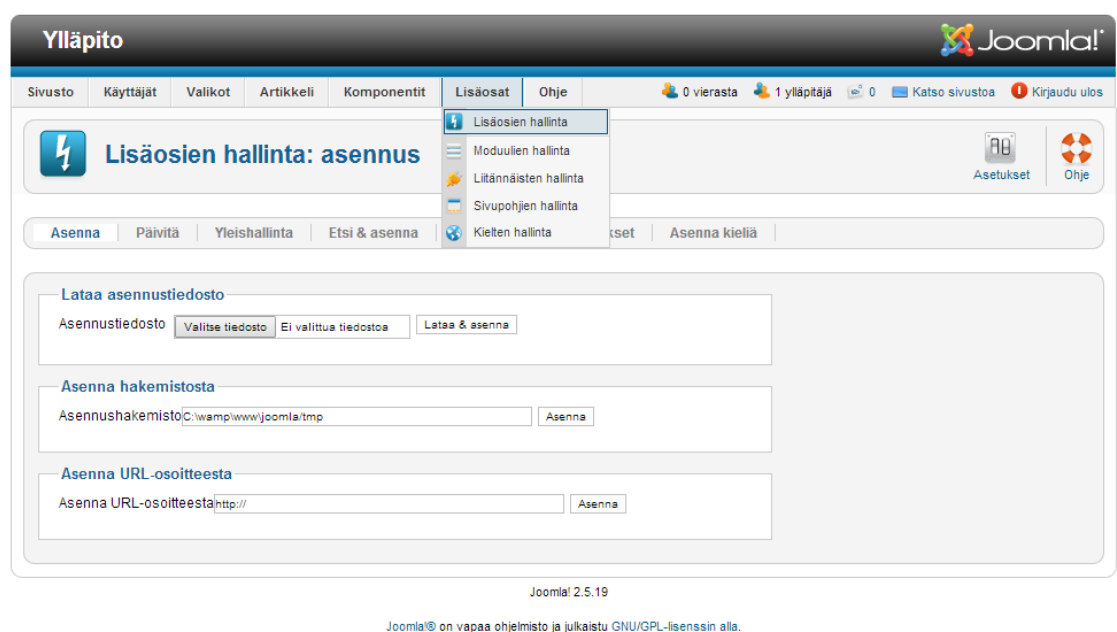 Ylläpito
Joomla!
Sivusto Käyttäjät Valikot Artikkeli Komponentit Lisäosat Ohje 0 vierasta 1 ylläpitäjä 0 Katso sivustoa Kirjaudu ulos
Lisäosien hallinta
Moduulien hallinta
Liitännäisten hallinta
Sivupohjien hallinta
Kielten hallinta
Lisäosien hallinta: asennus
Asetukset
Ohje
Asenna Päivitä Yleishallinta Etsi & asenna Asenna kieliä
Lataa asennustiedosto
Asennustiedosto Valitse tiedosto Ei valittua tiedostoa Lataa & asenna
Asenna hakemistosta
Asennushakemisto C:\wamp\www\joomla/tmp Asenna
Asenna URL-osoitteesta
Asenna URL-osoitteesta http:// Asenna
Joomla! 2.5.19
Joomla!® on vapaa ohjelmisto ja julkaistu GNU/GPL-lisenssin alla.